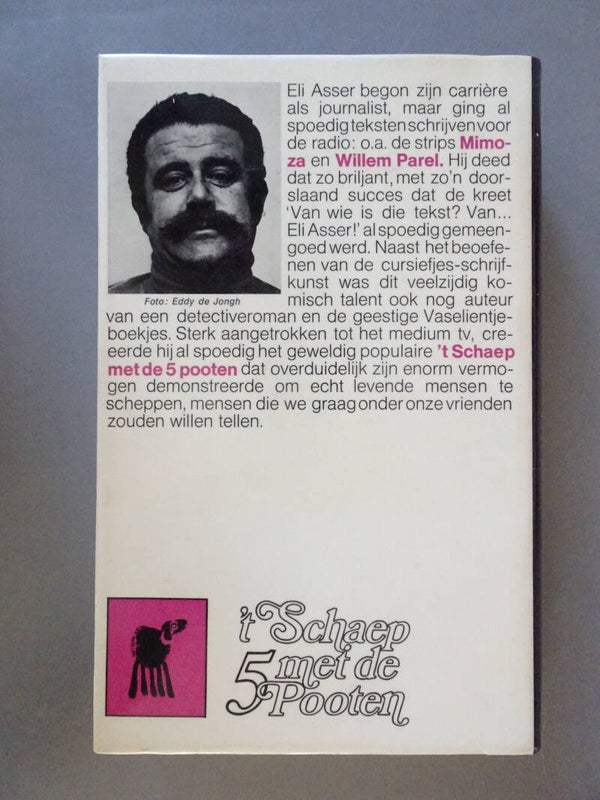 Eli Asser begon zijn carrière
als journalist, maar ging al
spoedig teksten schrijven voor
de radio: o.a. de strips Mimo-
za en Willem Parel. Hij deed
dat zo briljant, met zo'n door-
slaand succes dat de kreet
'Van wie is die tekst? Van...
Eli Asser!' al spoedig gemeen-
goed werd. Naast het beoefe-
nen van de cursiefjes-schrijf-
kunst was dit veelzijdig ko-
Foto: Eddy de Jongh
misch talent ook nog auteur
van een detectiveroman en de geestige Vaselientje-
boekjes. Sterk aangetrokken tot het medium tv, cre-
eerde hij al spoedig het geweldig populaire 't Schaep
met de 5 pooten dat overduidelijk zijn enorm vermo-
gen demonstreerde om echt levende mensen te
scheppen, mensen die we graag onder onze vrienden
zouden willen tellen.
't Schaep
5 met de
Pooten